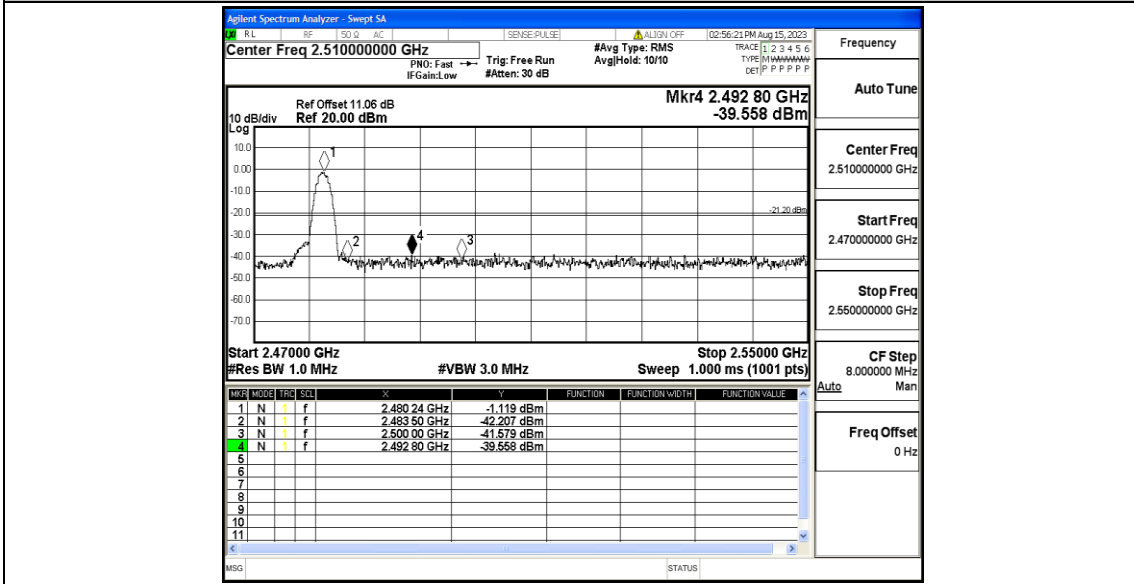 Agilent Spectrum Analyzer - Swept SA
RL RF 50 Ω AC SENSE:PULSE ALIGN OFF 02:56:21 PM Aug 15, 2023
Center Freq 2.510000000 GHz
PNO: Fast
IFGain:Low
Trig: Free Run
#Atten: 30 dB
#Avg Type: RMS
Avg|Hold: 10/10
TRACE 1 2 3 4 5 6
TYPE M
DET P P P P P P
Frequency
Auto Tune
Center Freq
2.510000000 GHz
Start Freq
2.470000000 GHz
Stop Freq
2.550000000 GHz
CF Step
8.000000 MHz
Auto Man
Freq Offset
0 Hz
Mkr4 2.492 80 GHz
-39.558 dBm
Ref Offset 11.06 dB
10 dB/div Ref 20.00 dBm
Log
10.0
0.00
-10.0
-20.0
-30.0
-40.0
-50.0
-60.0
-70.0
1
2
4
3
-21.20 dBm
Start 2.47000 GHz Stop 2.55000 GHz
#Res BW 1.0 MHz #VBW 3.0 MHz Sweep 1.000 ms (1001 pts)
MKR MODE TRC SCL X Y FUNCTION FUNCTION WIDTH FUNCTION VALUE
1 N 1 f 2.480 24 GHz -1.119 dBm
2 N 1 f 2.483 50 GHz -42.207 dBm
3 N 1 f 2.500 00 GHz -41.579 dBm
4 N 1 f 2.492 80 GHz -39.558 dBm
5
6
7
8
9
10
11
MSG STATUS